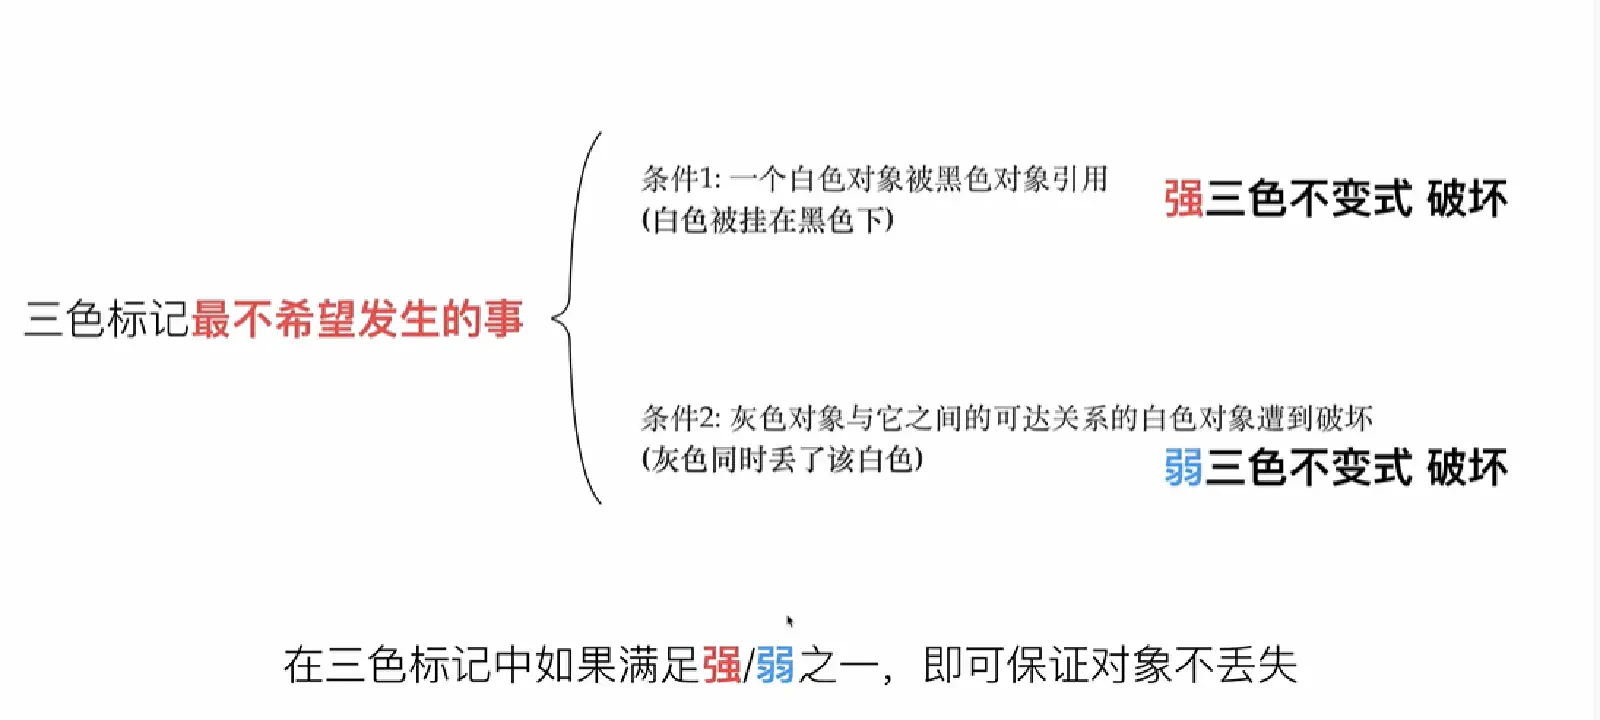 条件1: 一个白色对象被黑色对象引用
(白色被挂在黑色下)
强三色不变式 破坏
三色标记最不希望发生的事
条件2: 灰色对象与它之间的可达关系的白色对象遭到破坏
(灰色同时丢了该白色)
弱三色不变式 破坏
在三色标记中如果满足强/弱之一，即可保证对象不丢失